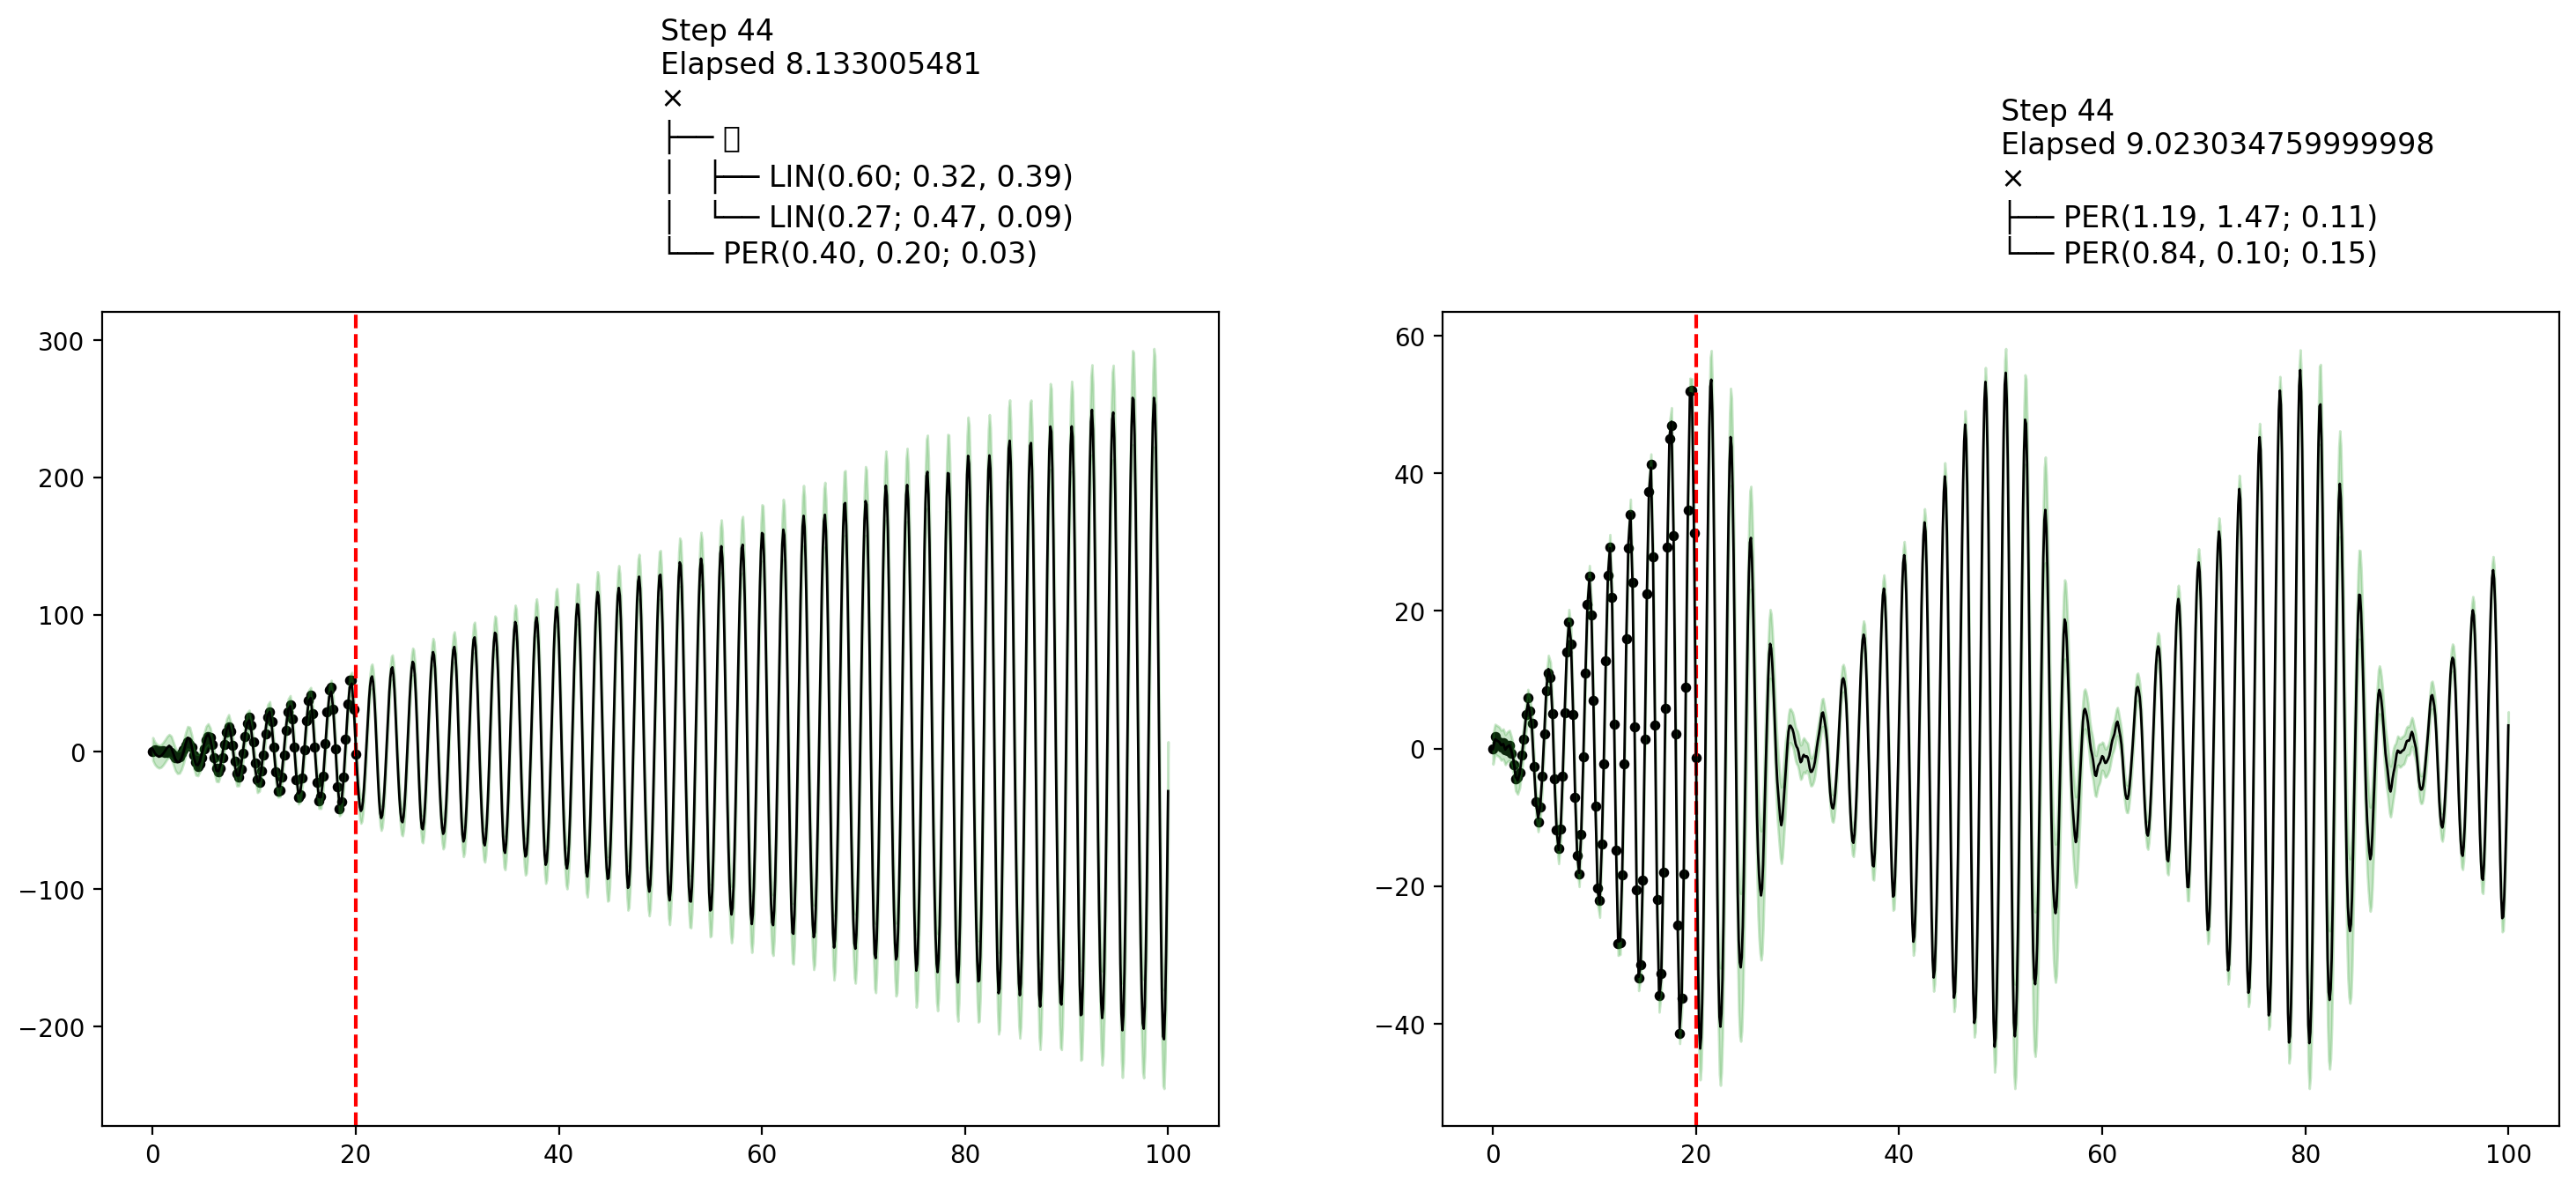 Step 44
Elapsed 8.133005481
×
├── 
│   ├── LIN(0.60; 0.32, 0.39)
│   └── LIN(0.27; 0.47, 0.09)
└── PER(0.40, 0.20; 0.03)
300
200
100
0
−100
−200
0 20 40 60 80 100
Step 44
Elapsed 9.023034759999998
×
├── PER(1.19, 1.47; 0.11)
└── PER(0.84, 0.10; 0.15)
60
40
20
0
−20
−40
0 20 40 60 80 100